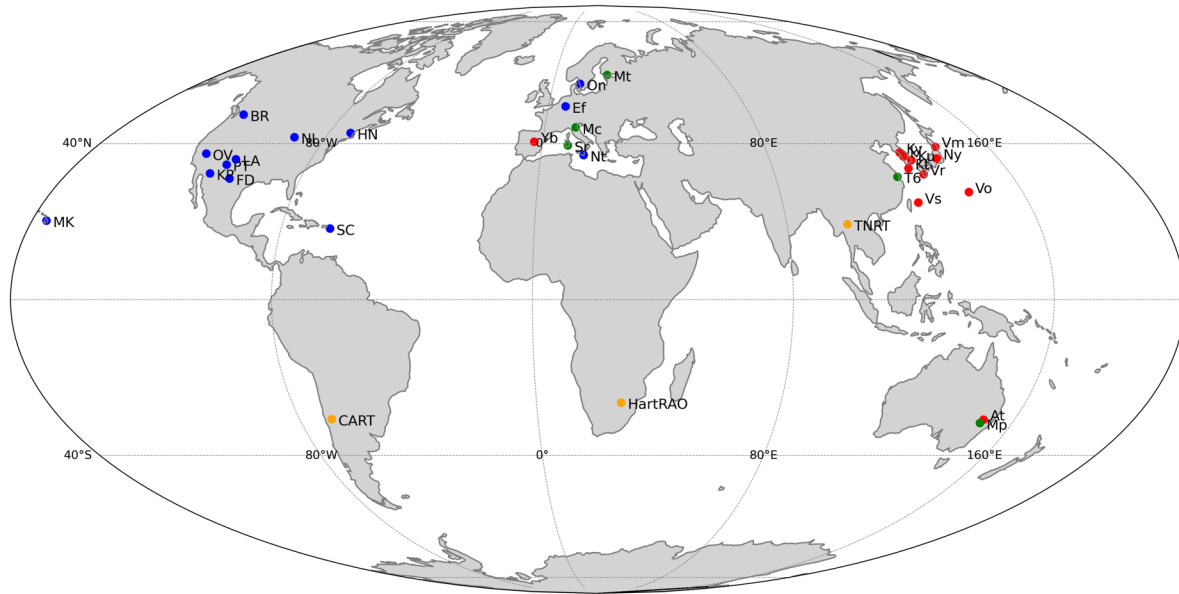 Mt
On
Ef
BR
Mc
HN
NL
40°N
80°W
0°
Yb
Sr
Nt
80°E
160°E
Vm
Ky
Ku
Ny
OV
LA
PT
KP
FD
Vr
T6
Vs
Vo
MK
SC
TNRT
HartRAO
CART
At
Mp
40°S
80°W
0°
80°E
160°E